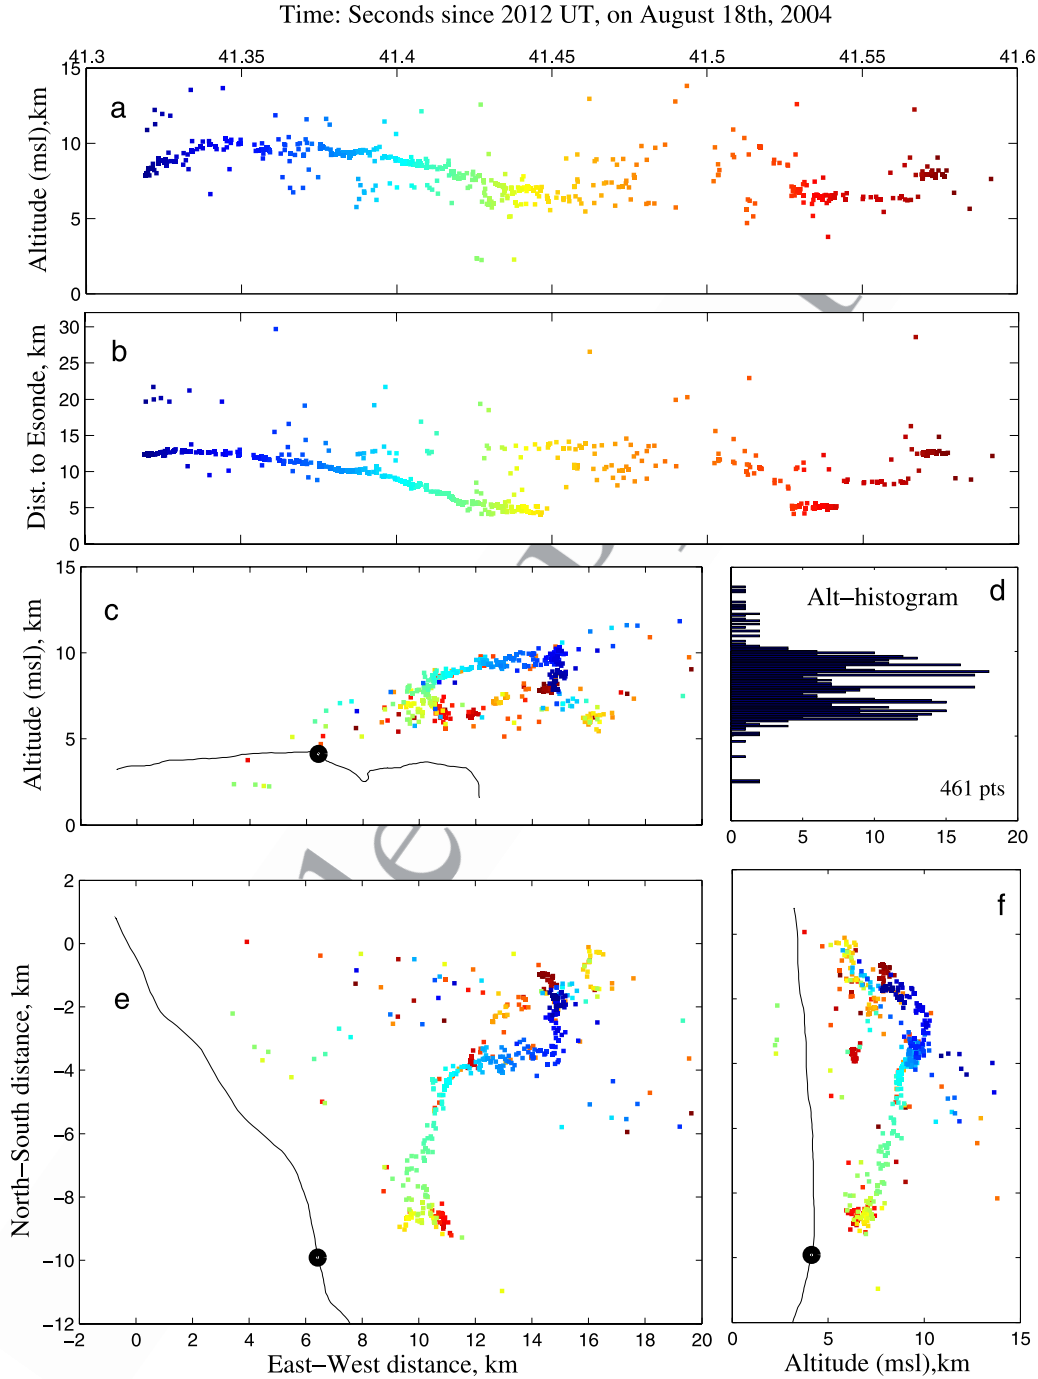 Time: Seconds since 2012 UT, on August 18th, 2004
41.3 41.35 41.4 41.45 41.5 41.55 41.6
a
Altitude (msl),km
15
10
5
0
b
Dist. to Esonde, km
30
25
20
15
10
5
0
c
Altitude (msl), km
15
10
5
0
d
Alt−histogram
461 pts
0 5 10 15 20
e
North−South distance, km
2
0
−2
−4
−6
−8
−10
−12
−2 0 2 4 6 8 10 12 14 16 18 20
East−West distance, km
f
0 5 10 15
Altitude (msl),km